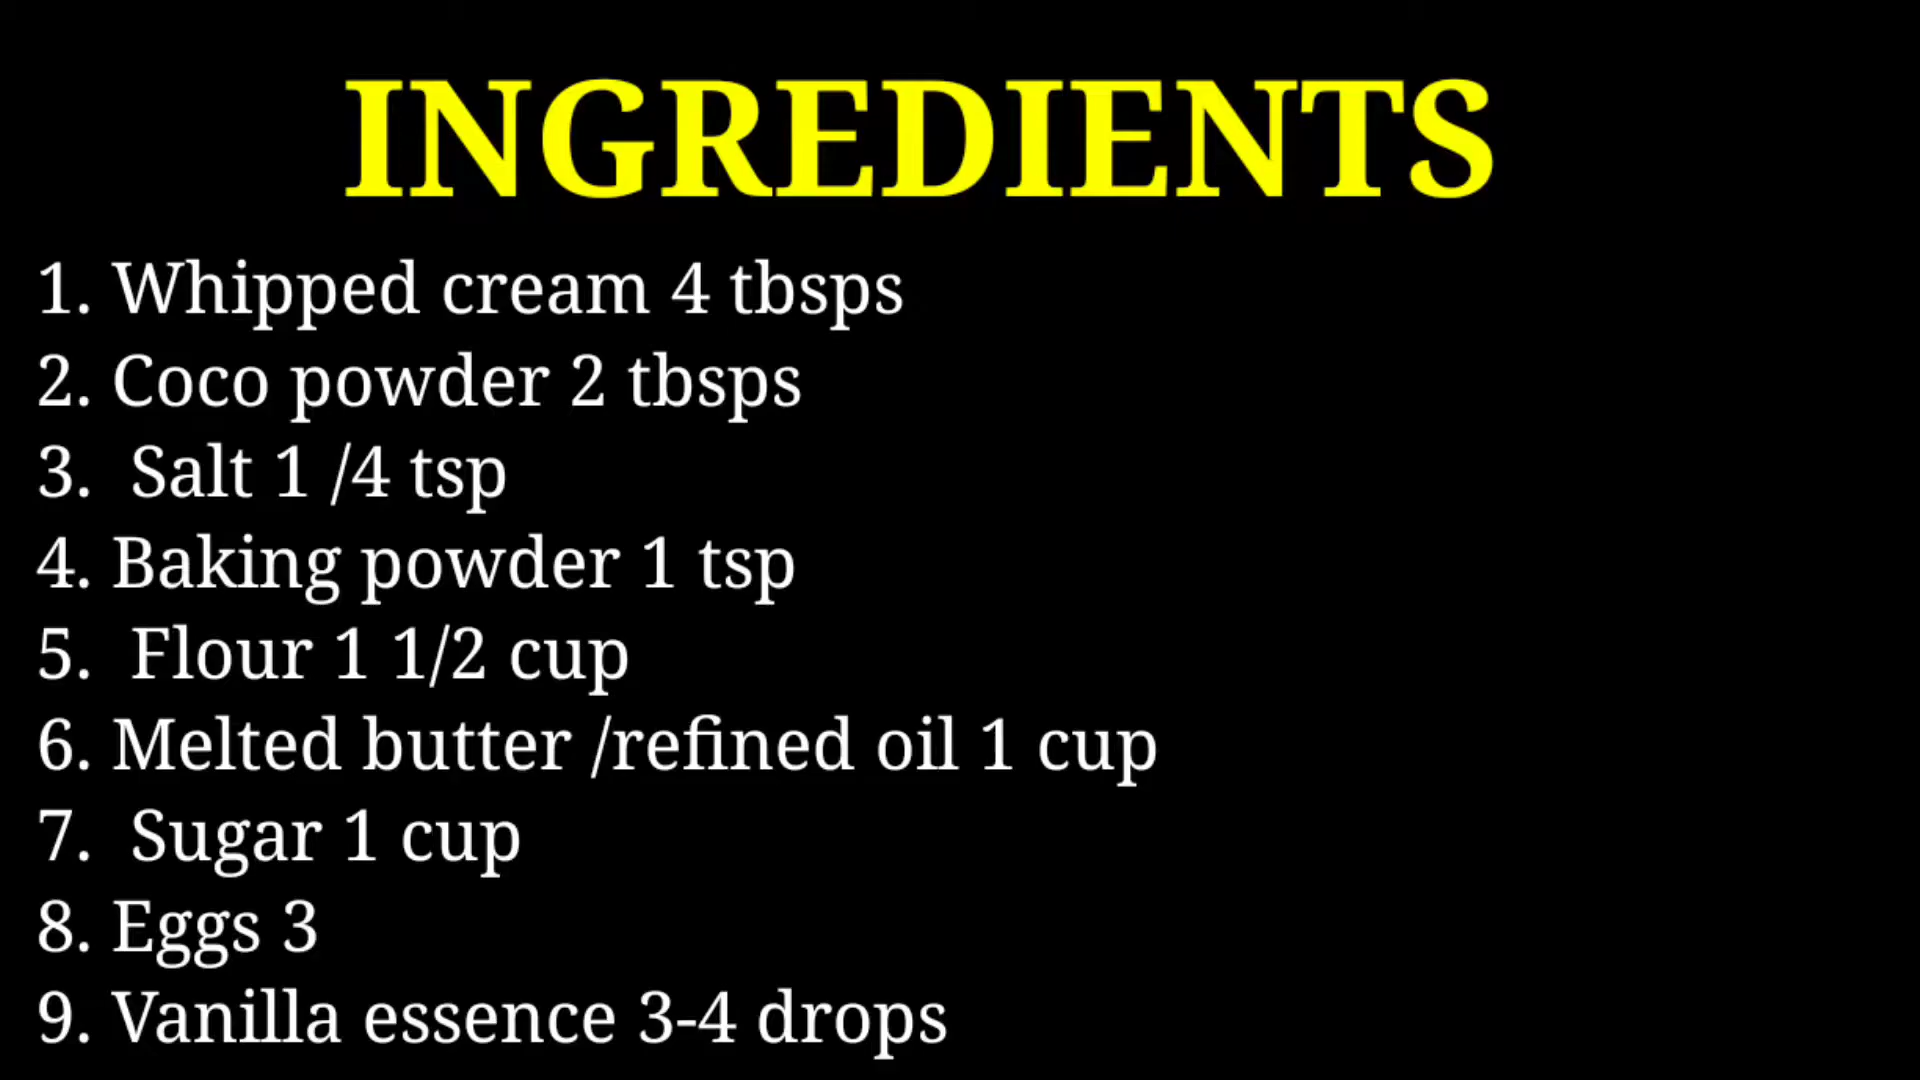 INGREDIENTS
1. Whipped cream 4 tbsps
2. Coco powder 2 tbsps
3.  Salt 1 /4 tsp
4. Baking powder 1 tsp
5.  Flour 1 1/2 cup
6. Melted butter /refined oil 1 cup
7.  Sugar 1 cup
8. Eggs 3
9. Vanilla essence 3-4 drops